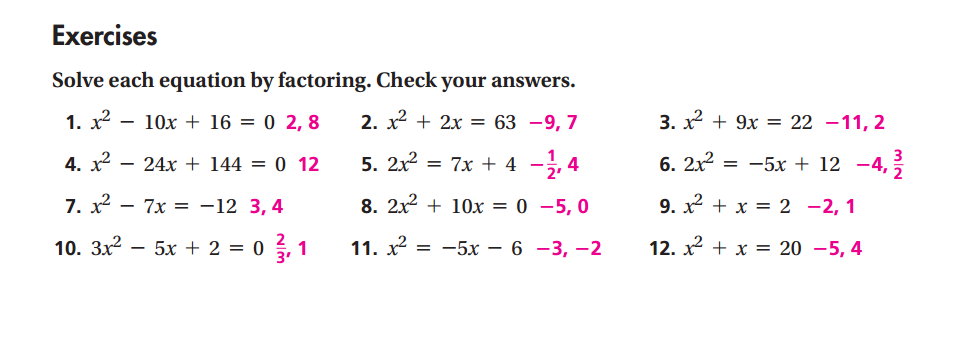 Exercises
Solve each equation by factoring. Check your answers.
1. x² − 10x + 16 = 0 2, 8 2. x² + 2x = 63 −9, 7 3. x² + 9x = 22 −11, 2
4. x² − 24x + 144 = 0 12 5. 2x² = 7x + 4 −1/2, 4 6. 2x² = −5x + 12 −4, 3/2
7. x² − 7x = −12 3, 4 8. 2x² + 10x = 0 −5, 0 9. x² + x = 2 −2, 1
10. 3x² − 5x + 2 = 0 2/3, 1 11. x² = −5x − 6 −3, −2 12. x² + x = 20 −5, 4